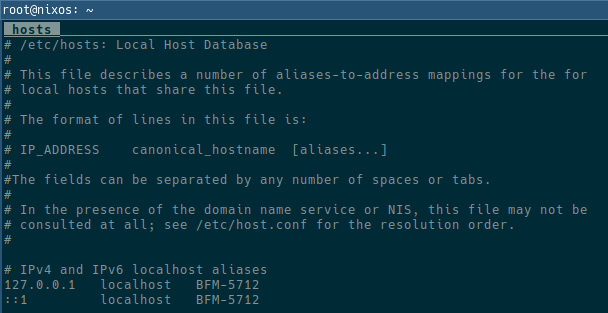 root@nixos: ~
hosts
# /etc/hosts: Local Host Database
#
# This file describes a number of aliases-to-address mappings for the for
# local hosts that share this file.
#
# The format of lines in this file is:
#
# IP_ADDRESS    canonical_hostname  [aliases...]
#
#The fields can be separated by any number of spaces or tabs.
#
# In the presence of the domain name service or NIS, this file may not be
# consulted at all; see /etc/host.conf for the resolution order.
#
# IPv4 and IPv6 localhost aliases
127.0.0.1   localhost   BFM-5712
::1         localhost   BFM-5712